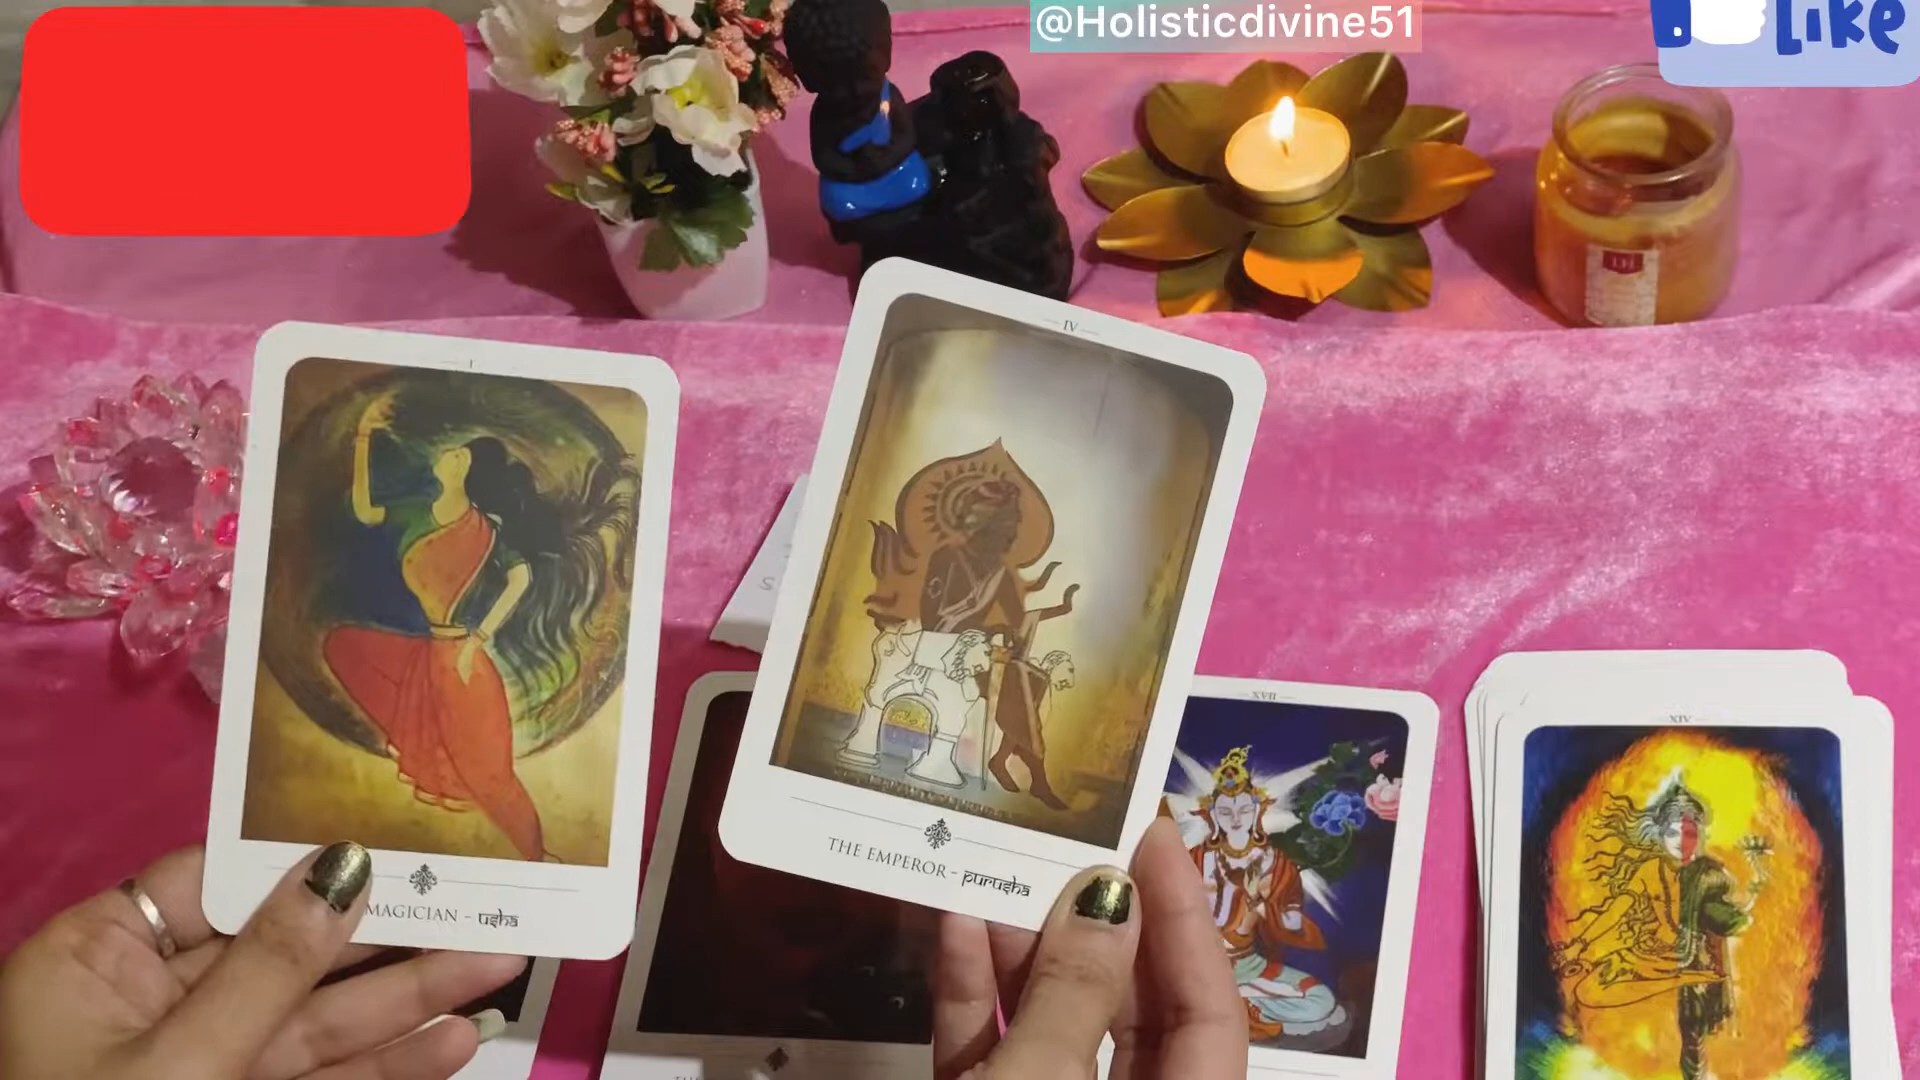 @Holisticdivine51
LIKE
I
IV
MAGICIAN - usha
THE EMPEROR - purusha
XVII
XIV